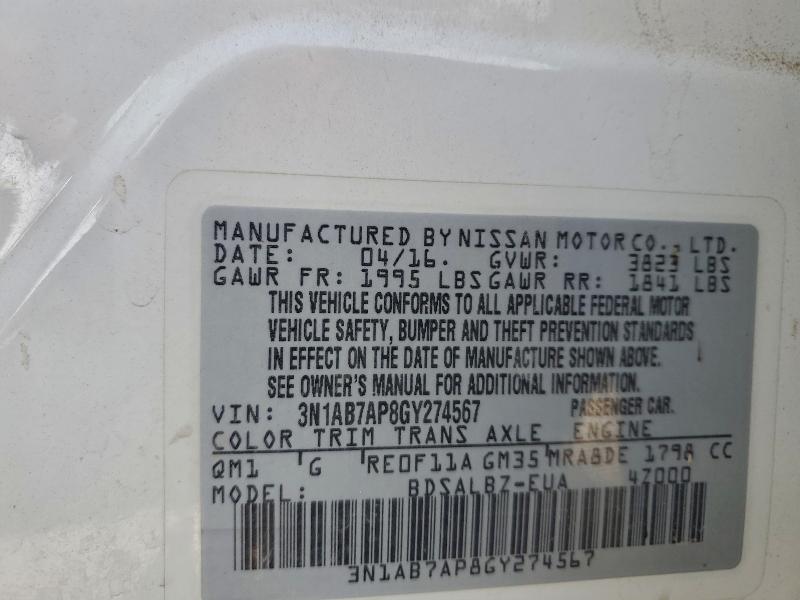 MANUFACTURED BY NISSAN MOTOR CO., LTD.
DATE: 04/16. GVWR: 3823 LBS
GAWR FR: 1995 LBS GAWR RR: 1841 LBS
THIS VEHICLE CONFORMS TO ALL APPLICABLE FEDERAL MOTOR
VEHICLE SAFETY, BUMPER AND THEFT PREVENTION STANDARDS
IN EFFECT ON THE DATE OF MANUFACTURE SHOWN ABOVE.
SEE OWNER'S MANUAL FOR ADDITIONAL INFORMATION.
VIN: 3N1AB7AP8GY274567 PASSENGER CAR.
COLOR TRIM TRANS AXLE ENGINE
QM1 G RE0F11A GM35 MRA8DE 1798 CC
MODEL: BDSALBZ-EUA 4Z000
3N1AB7AP8GY274567